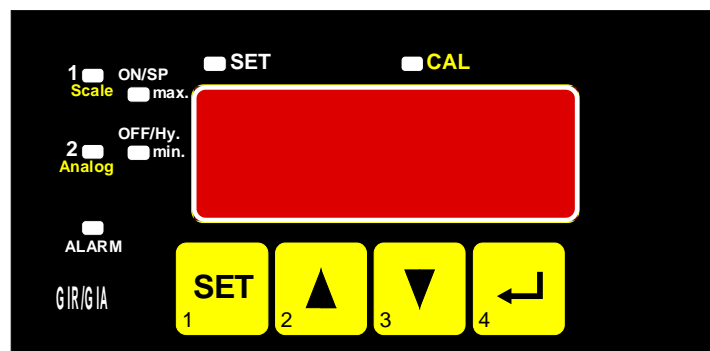 SET CAL
1 ON/SP
Scale max.
OFF/Hy.
2 min.
Analog
ALARM
GIR/GIA
SET
1 2 3 4